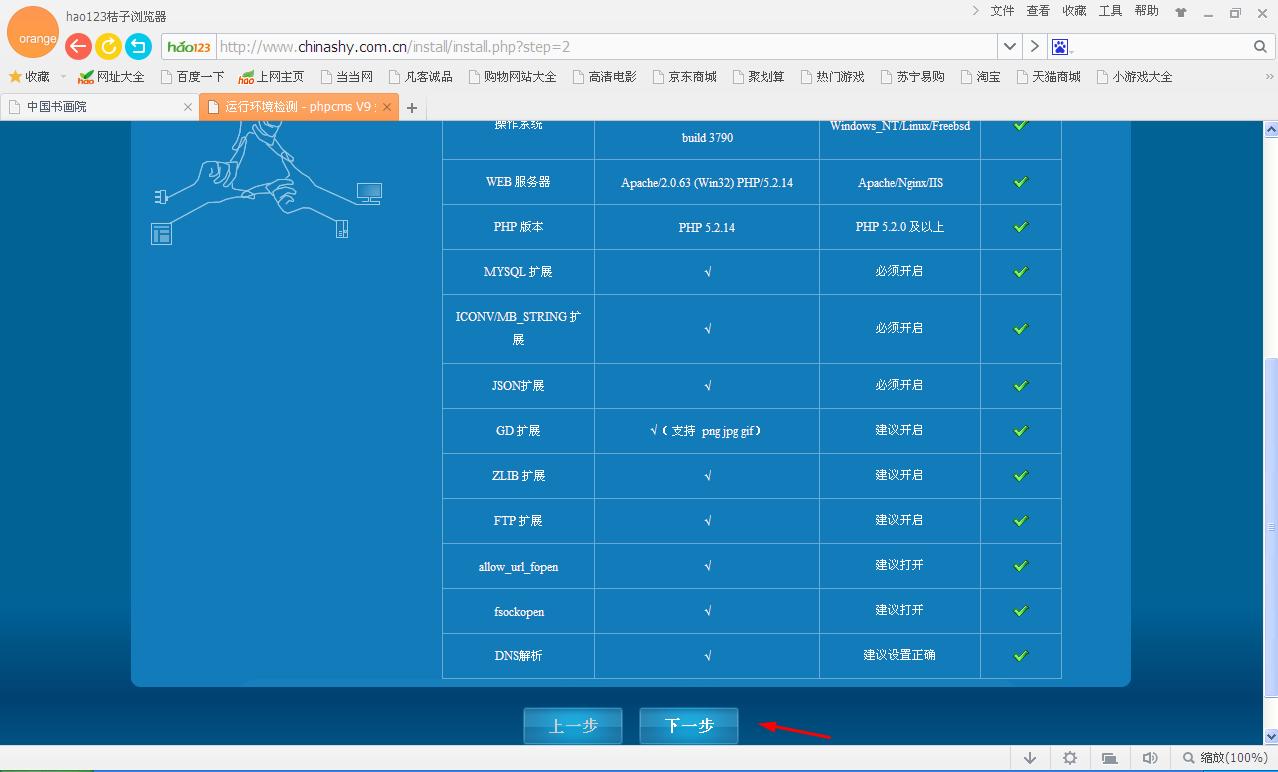 hao123桔子浏览器
文件 查看 收藏 工具 帮助
orange
hao123 http://www.chinashy.com.cn/install/install.php?step=2
收藏 hao 网址大全 百度一下 hao 上网主页 当当网 凡客诚品 购物网站大全 高清电影 京东商城 聚划算 热门游戏 苏宁易购 淘宝 天猫商城 小游戏大全
中国书画院 运行环境检测 - phpcms V9
操作系统 build 3790 Windows_NT/Linux/Freebsd
WEB 服务器 Apache/2.0.63 (Win32) PHP/5.2.14 Apache/Nginx/IIS
PHP 版本 PHP 5.2.14 PHP 5.2.0 及以上
MYSQL 扩展 √ 必须开启
ICONV/MB_STRING 扩
展 √ 必须开启
JSON扩展 √ 必须开启
GD 扩展 √ ( 支持 png jpg gif ) 建议开启
ZLIB 扩展 √ 建议开启
FTP 扩展 √ 建议开启
allow_url_fopen √ 建议打开
fsockopen √ 建议打开
DNS解析 √ 建议设置正确
上一步 下一步
缩放(100%)